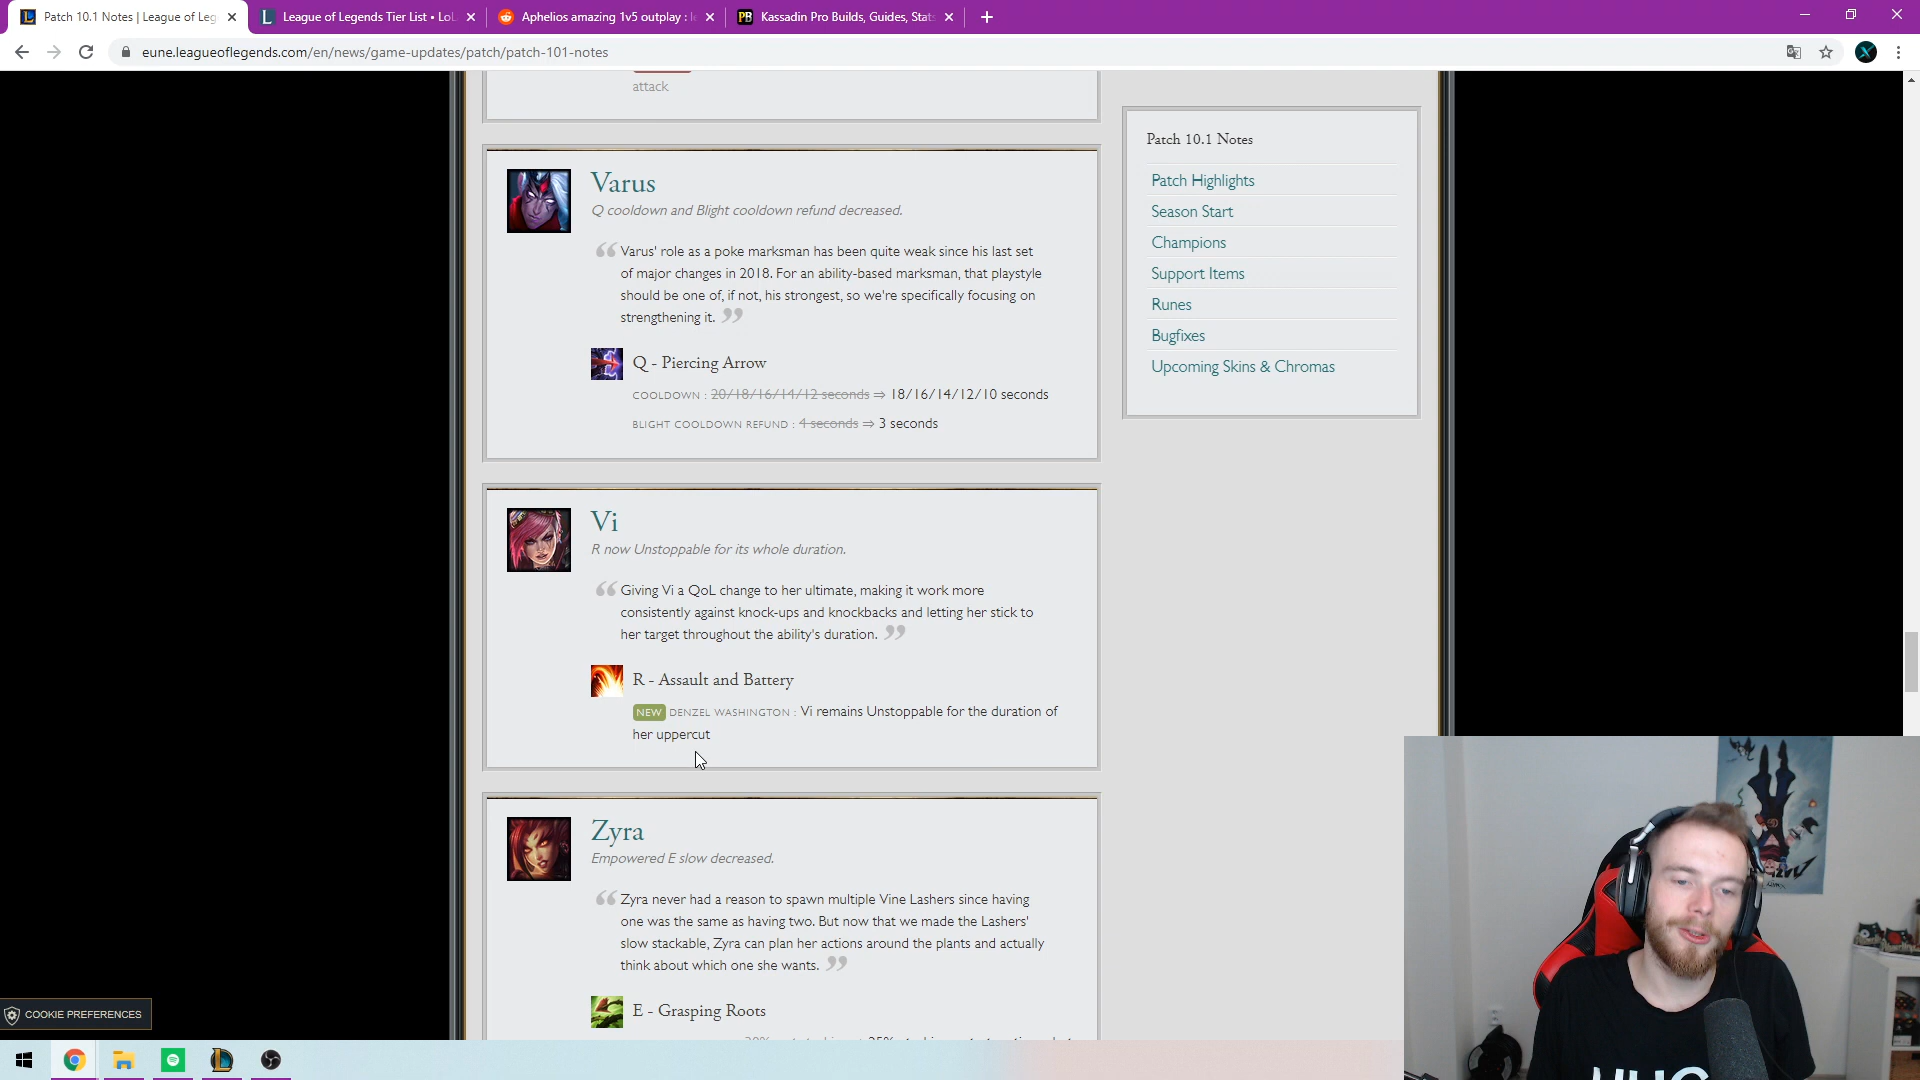 Patch 10.1 Notes | League of Leg
League of Legends Tier List • LoL
Aphelios amazing 1v5 outplay : le
Kassadin Pro Builds, Guides, Stats
eune.leagueoflegends.com/en/news/game-updates/patch/patch-101-notes
attack
Varus
Q cooldown and Blight cooldown refund decreased.
Varus' role as a poke marksman has been quite weak since his last set
of major changes in 2018. For an ability-based marksman, that playstyle
should be one of, if not, his strongest, so we're specifically focusing on
strengthening it.
Q - Piercing Arrow
COOLDOWN : 20/18/16/14/12 seconds ⇒ 18/16/14/12/10 seconds
BLIGHT COOLDOWN REFUND : 4 seconds ⇒ 3 seconds
Vi
R now Unstoppable for its whole duration.
Giving Vi a QoL change to her ultimate, making it work more
consistently against knock-ups and knockbacks and letting her stick to
her target throughout the ability's duration.
R - Assault and Battery
NEW DENZEL WASHINGTON : Vi remains Unstoppable for the duration of
her uppercut
Zyra
Empowered E slow decreased.
Zyra never had a reason to spawn multiple Vine Lashers since having
one was the same as having two. But now that we made the Lashers'
slow stackable, Zyra can plan her actions around the plants and actually
think about which one she wants.
E - Grasping Roots
Patch 10.1 Notes
Patch Highlights
Season Start
Champions
Support Items
Runes
Bugfixes
Upcoming Skins & Chromas
COOKIE PREFERENCES